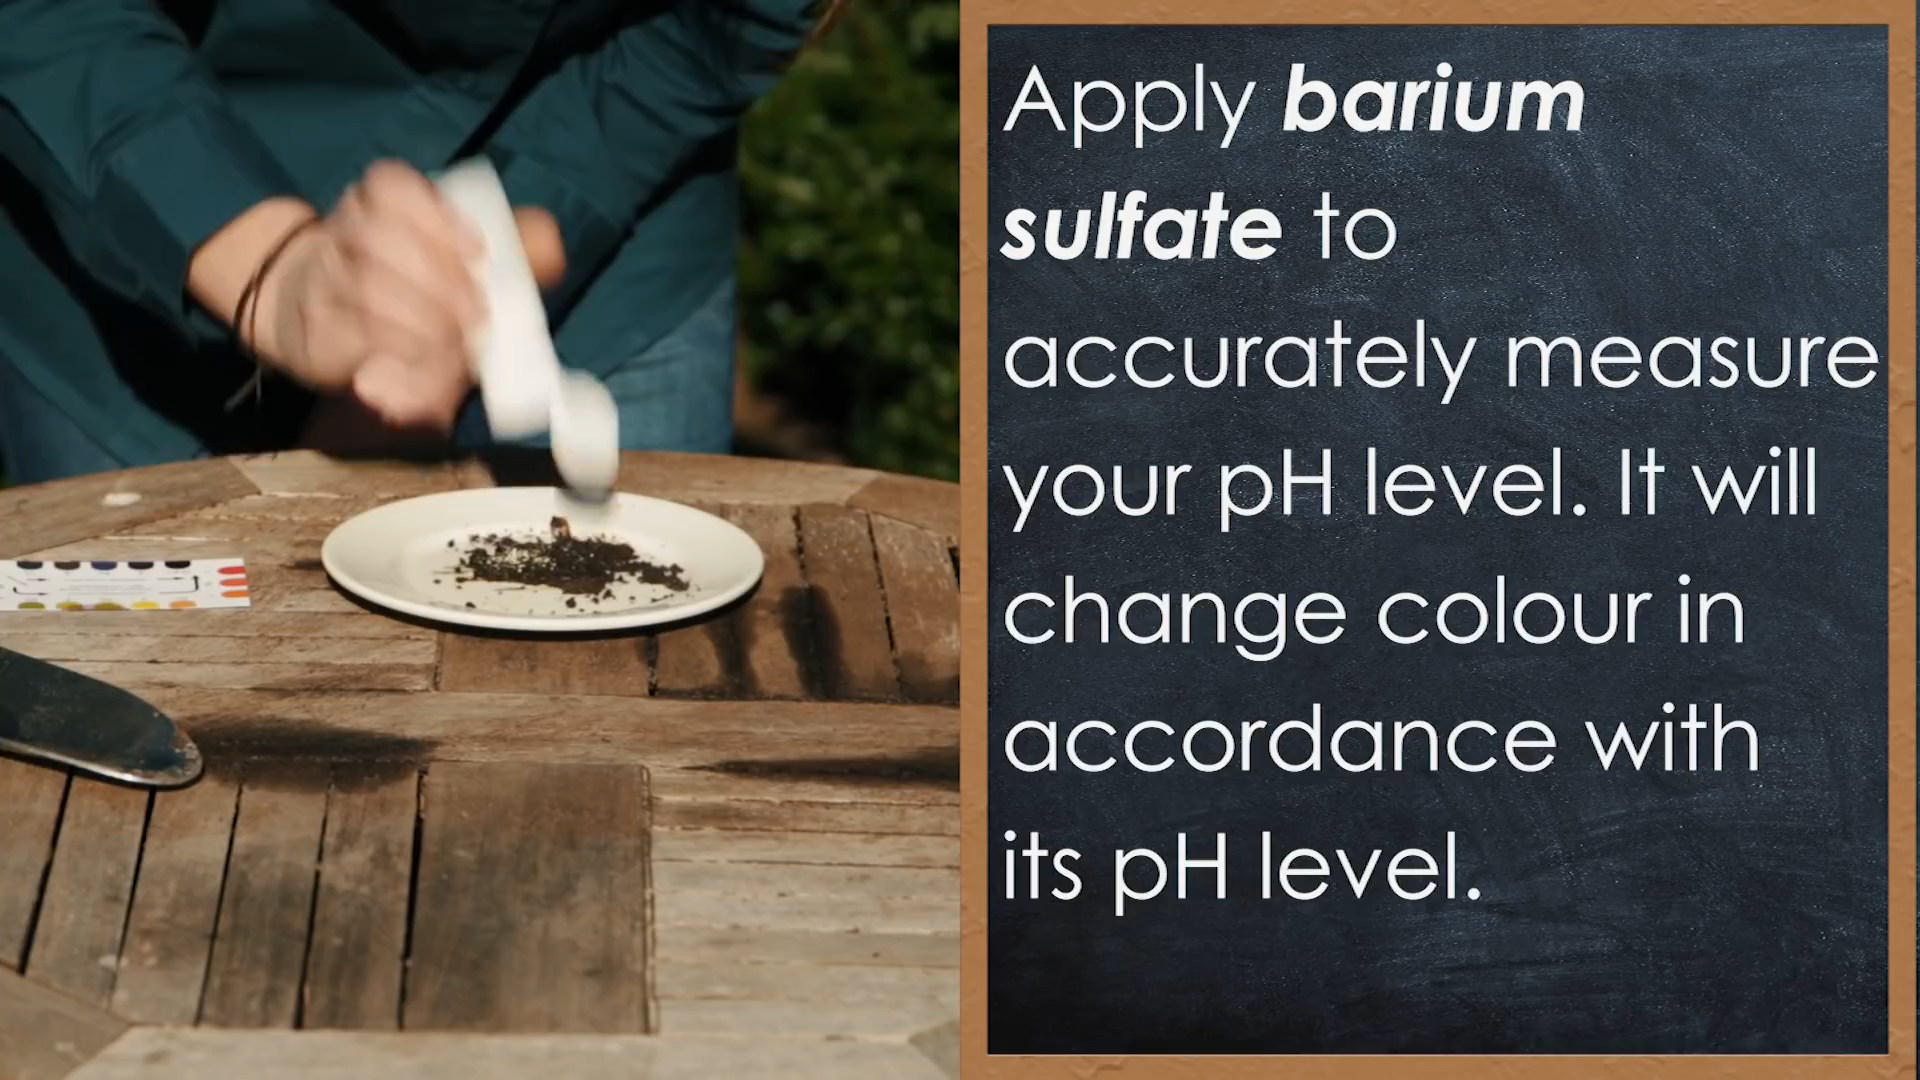 Apply barium
sulfate to
accurately measure
your pH level. It will
change colour in
accordance with
its pH level.